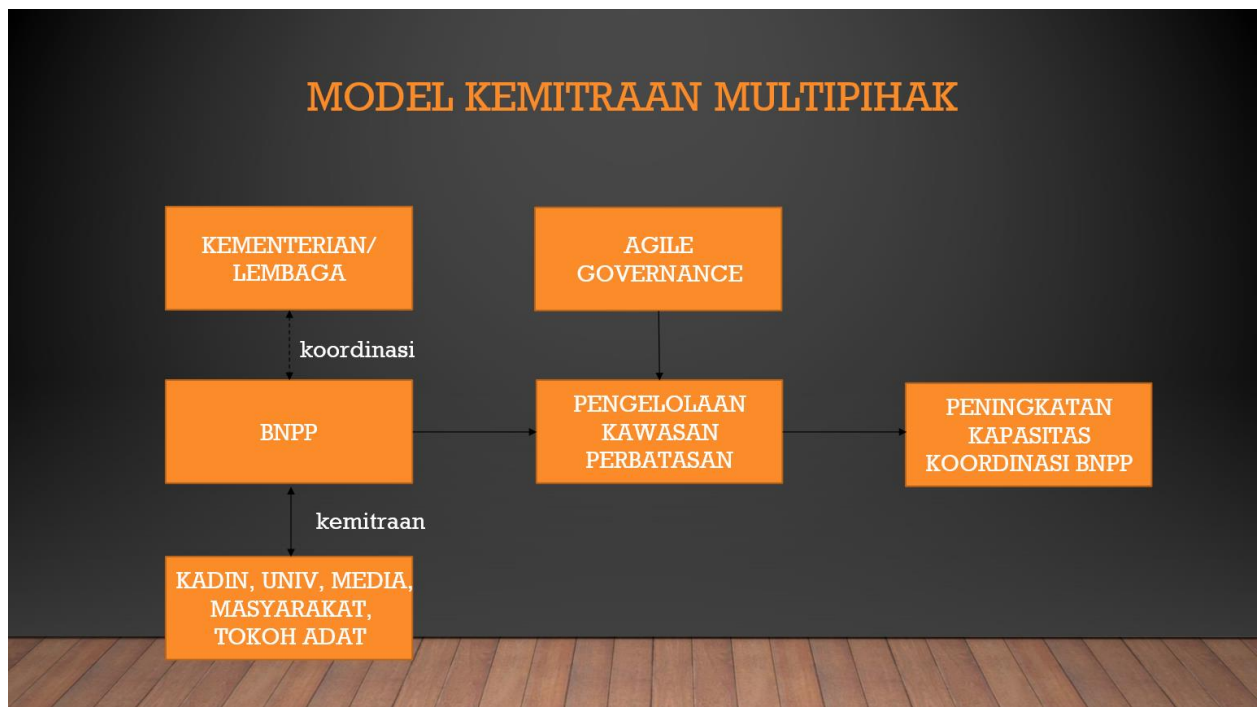 MODEL KEMITRAAN MULTIPIHAK
KEMENTERIAN/
LEMBAGA
AGILE
GOVERNANCE
koordinasi
BNPP
PENGELOLAAN
KAWASAN
PERBATASAN
PENINGKATAN
KAPASITAS
KOORDINASI BNPP
kemitraan
KADIN, UNIV, MEDIA,
MASYARAKAT,
TOKOH ADAT